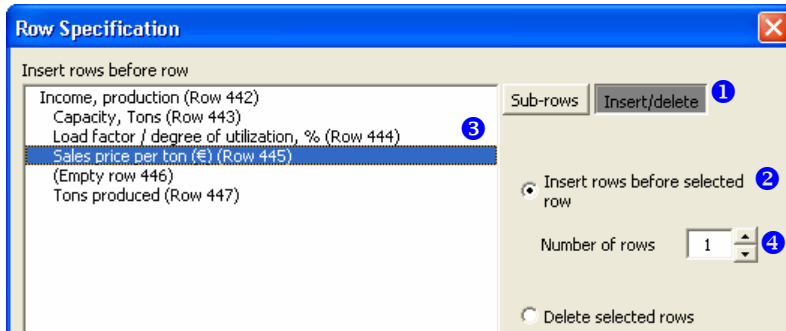 Row Specification
Insert rows before row
Income, production (Row 442)
Capacity, Tons (Row 443)
Load factor / degree of utilization, % (Row 444)
Sales price per ton (€) (Row 445)
(Empty row 446)
Tons produced (Row 447)
3
Sub-rows
Insert/delete
1
Insert rows before selected
row
2
Number of rows
1
4
Delete selected rows